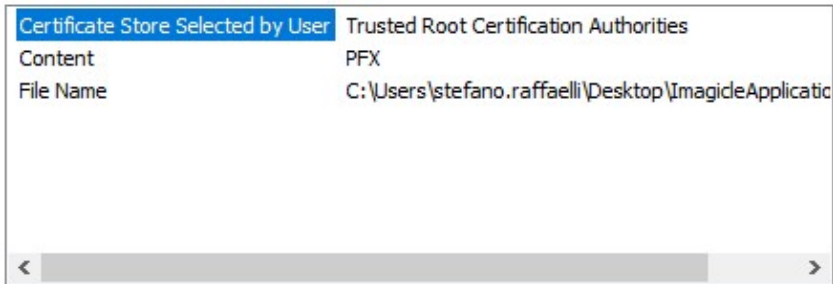 Certificate Store Selected by User Trusted Root Certification Authorities
Content PFX
File Name C:\Users\stefano.raffaelli\Desktop\ImagicleApplicatio